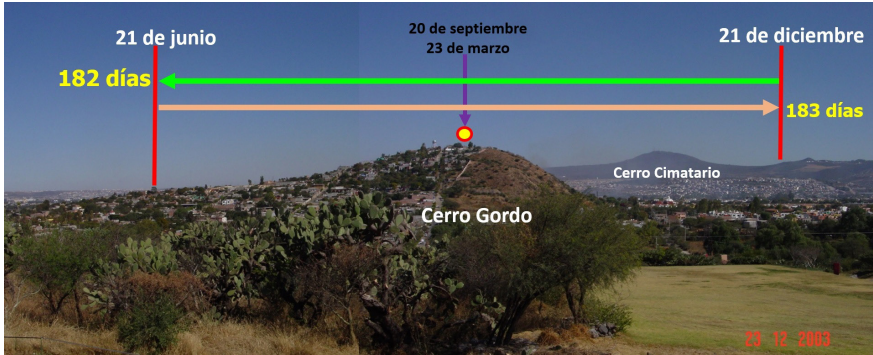 20 de septiembre
23 de marzo
21 de junio
21 de diciembre
182 días
183 días
Cerro Cimatario
Cerro Gordo
23 12 2003